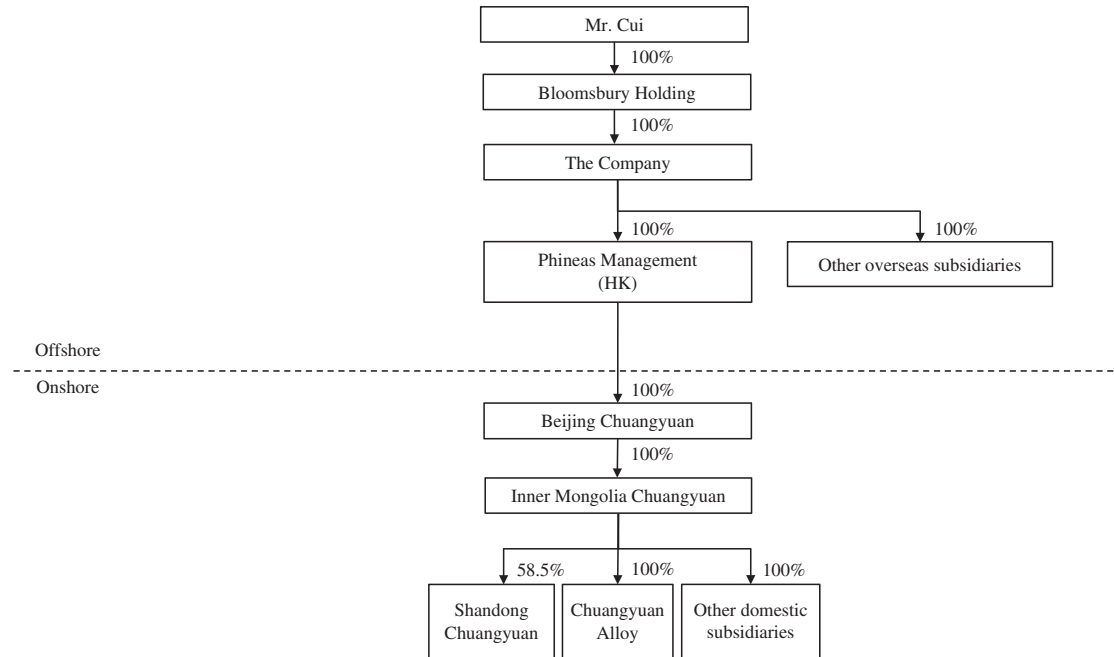 Mr. Cui
100%
Bloomsbury Holding
100%
The Company
100%
100%
Phineas Management
(HK)
Other overseas subsidiaries
Offshore
Onshore
100%
Beijing Chuangyuan
100%
Inner Mongolia Chuangyuan
58.5%
100%
100%
Shandong
Chuangyuan
Chuangyuan
Alloy
Other domestic
subsidiaries